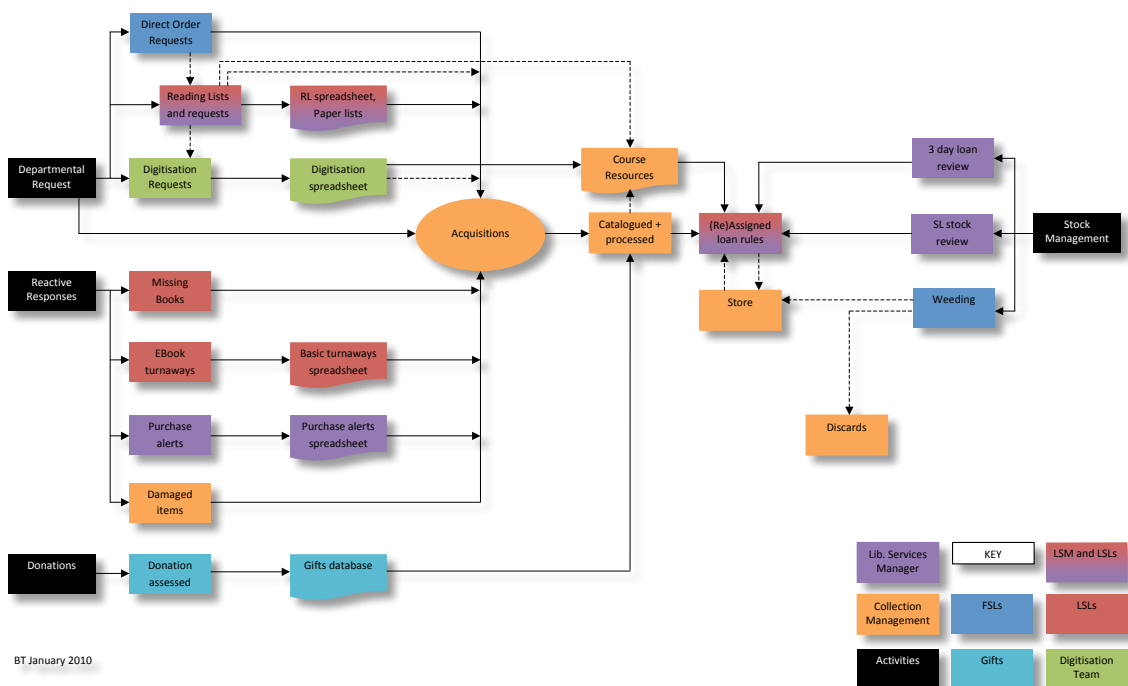 Direct Order
Requests
Reading Lists
and requests
RL spreadsheet,
Paper lists
Departmental
Request
Digitisation
Requests
Digitisation
spreadsheet
Course
Resources
3 day loan
review
Acquisitions
Catalogued +
processed
(Re)Assigned
loan rules
SL stock
review
Stock
Management
Reactive
Responses
Missing
Books
Store
Weeding
EBook
turnaways
Basic turnaways
spreadsheet
Purchase
alerts
Purchase alerts
spreadsheet
Discards
Damaged
items
Donations
Donation
assessed
Gifts database
Lib. Services
Manager
KEY
LSM and LSLs
Collection
Management
FSLs
LSLs
Activities
Gifts
Digitisation
Team
BT January 2010